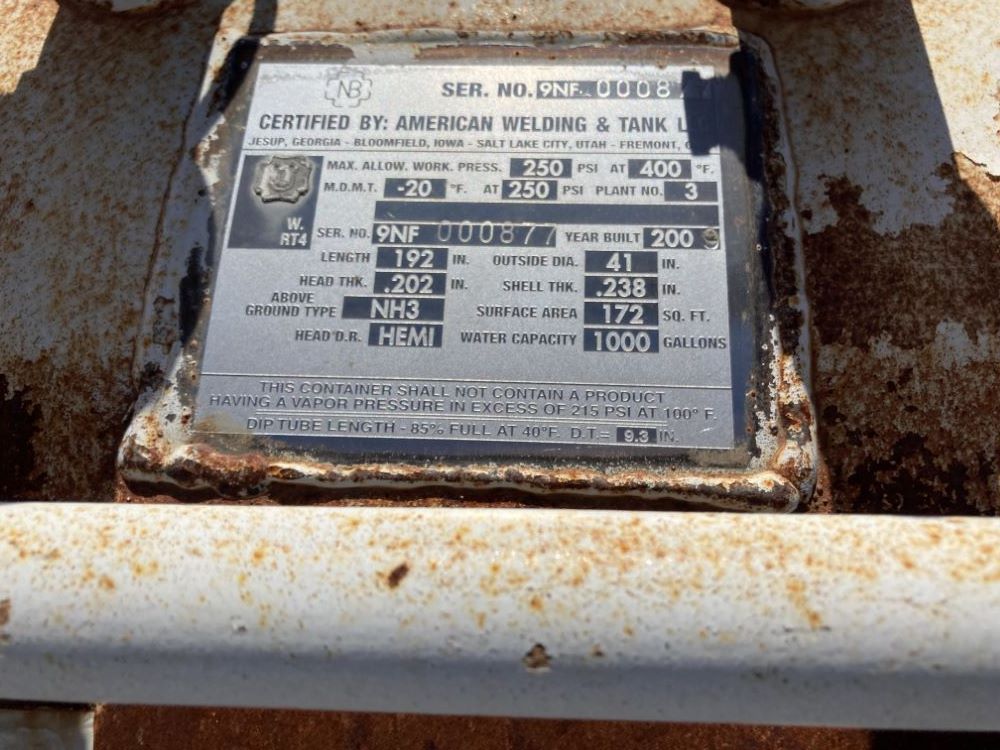 NB SER. NO. 9NF 000877
CERTIFIED BY: AMERICAN WELDING & TANK
JESUP, GEORGIA - BLOOMFIELD, IOWA - SALT LAKE CITY, UTAH - FREMONT,
MAX. ALLOW. WORK. PRESS. 250 PSI AT 400 °F.
M.D.M.T. -20 °F. AT 250 PSI PLANT NO. 3
U
W.
RT4
SER. NO. 9NF 000877 YEAR BUILT 2009
LENGTH 192 IN. OUTSIDE DIA. 41 IN.
HEAD THK. .202 IN. SHELL THK. .238 IN.
ABOVE
GROUND TYPE NH3 SURFACE AREA 172 SQ. FT.
HEAD'D.R. HEMI WATER CAPACITY 1000 GALLONS
THIS CONTAINER SHALL NOT CONTAIN A PRODUCT
HAVING A VAPOR PRESSURE IN EXCESS OF 215 PSI AT 100° F.
DIP TUBE LENGTH - 85% FULL AT 40°F. D.T.= 9.3 IN.